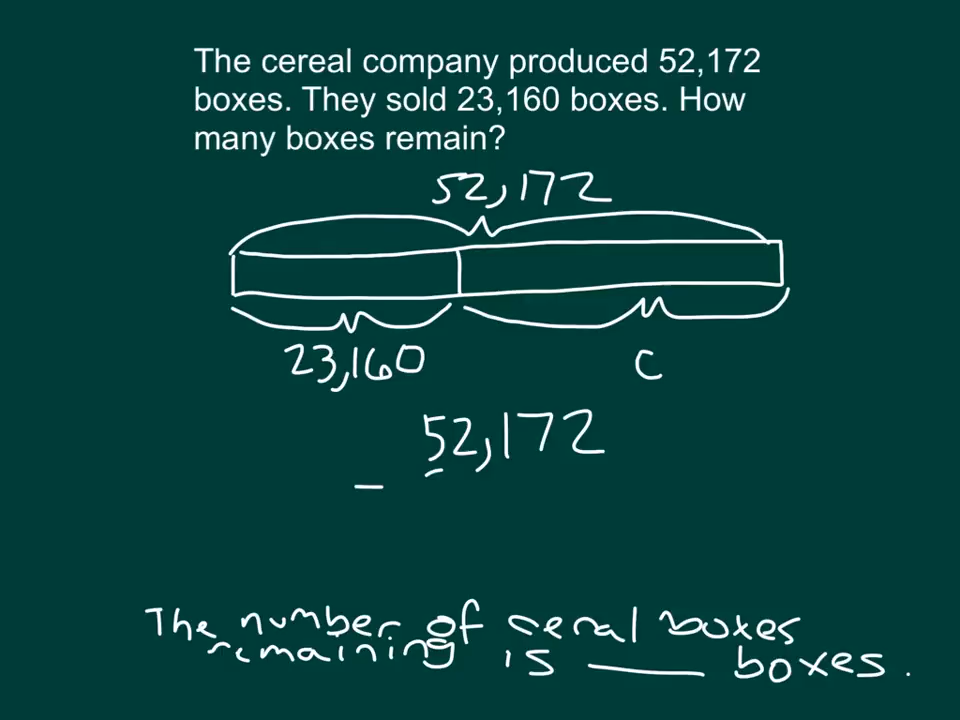 The cereal company produced 52,172
boxes. They sold 23,160 boxes. How
many boxes remain?
52,172
23,160 C
52,172
–
The number of ceral boxes
remaining is ___ boxes.